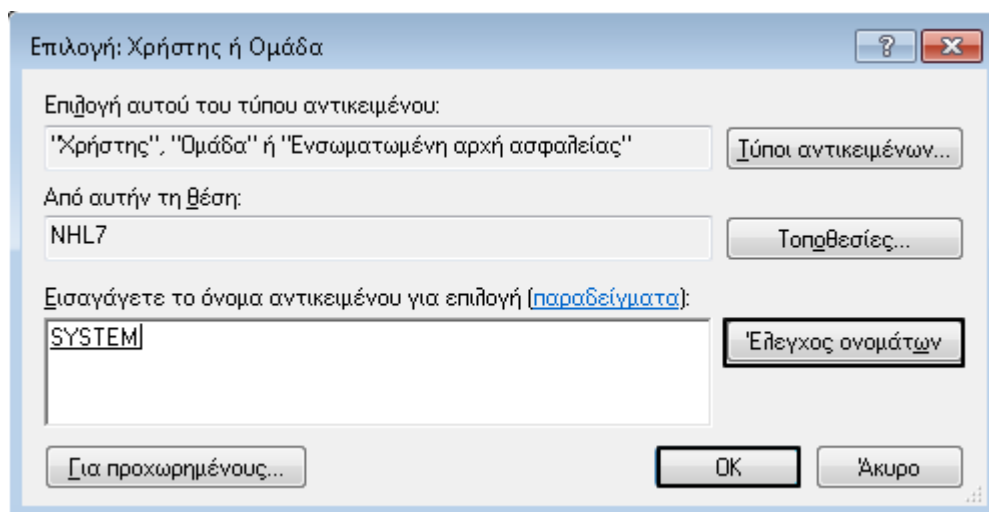 Επιλογή: Χρήστης ή Ομάδα
Επιλογή αυτού του τύπου αντικειμένου:
"Χρήστης", "Ομάδα" ή "Ενσωματωμένη αρχή ασφαλείας"
Τύποι αντικειμένων...
Από αυτήν τη θέση:
NHL7
Τοποθεσίες...
Εισαγάγετε το όνομα αντικειμένου για επιλογή (παραδείγματα):
SYSTEM
Έλεγχος ονομάτων
Για προχωρημένους...
OK
Άκυρο